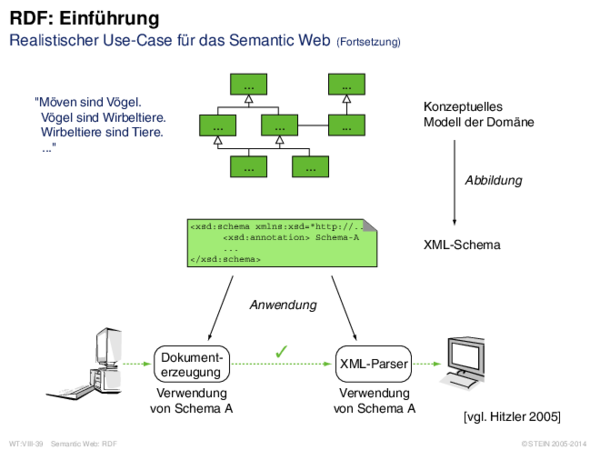 RDF: Einführung
Realistischer Use-Case für das Semantic Web (Fortsetzung)
"Möven sind Vögel.
Vögel sind Wirbeltiere.
Wirbeltiere sind Tiere.
..."
... ...
... ... ...
... ...
Konzeptuelles
Modell der Domäne
Abbildung
XML-Schema
<xsd:schema xmlns:xsd="http://..
<xsd:annotation> Schema-A
...
</xsd:schema>
Anwendung
✓
Dokument-
erzeugung
XML-Parser
Verwendung
von Schema A
Verwendung
von Schema A
[vgl. Hitzler 2005]
WT:VIII-39 Semantic Web: RDF
© STEIN 2005-2014